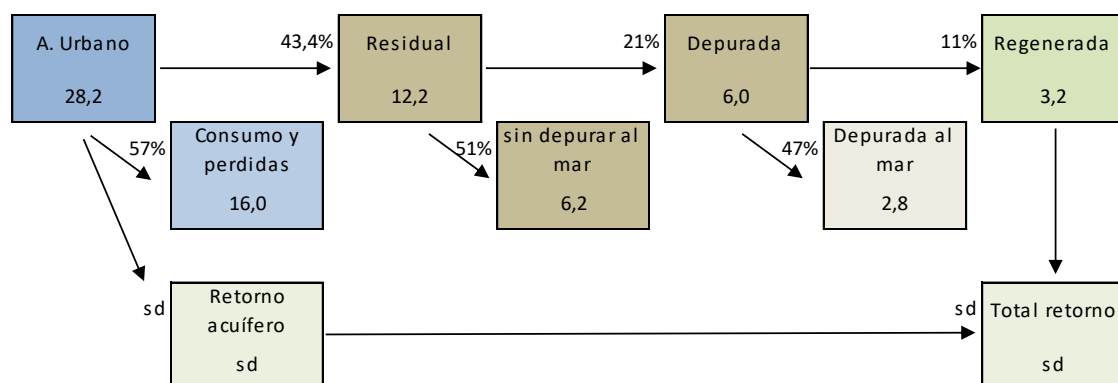 A. Urbano
28,2
43,4%
Residual
12,2
21%
Depurada
6,0
11%
Regenerada
3,2
57%
Consumo y
perdidas
16,0
51%
sin depurar al
mar
6,2
47%
Depurada al
mar
2,8
sd
Retorno
acuífero
sd
sd
Total retorno
sd